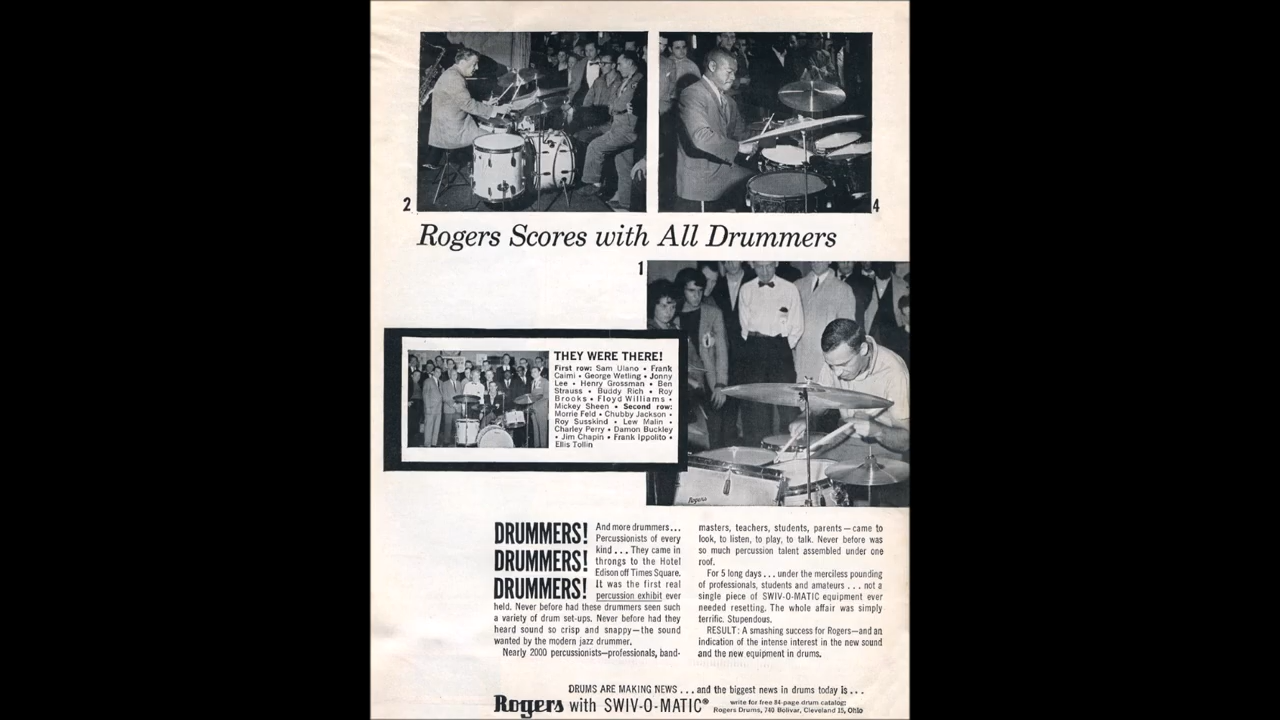 2
4
Rogers Scores with All Drummers
1
THEY WERE THERE!
First row: Sam Ulano • Frank
Caimi • George Wetling • Jonny
Lee • Henry Grossman • Ben
Strauss • Buddy Rich • Roy
Brooks • Floyd Williams •
Mickey Sheen • Second row:
Morrie Feld • Chubby Jackson •
Roy Susskind • Lew Malin •
Charley Perry • Damon Buckley
• Jim Chapin • Frank Ippolito •
Ellis Tollin
Rogers
DRUMMERS!
DRUMMERS!
DRUMMERS!
And more drummers...
Percussionists of every
kind... They came in
throngs to the Hotel
Edison off Times Square.
It was the first real
percussion exhibit ever
held. Never before had these drummers seen such
a variety of drum set-ups. Never before had they
heard sound so crisp and snappy—the sound
wanted by the modern jazz drummer.
Nearly 2000 percussionists—professionals, band-
masters, teachers, students, parents—came to
look, to listen, to play, to talk. Never before was
so much percussion talent assembled under one
roof.
For 5 long days... under the merciless pounding
of professionals, students and amateurs... not a
single piece of SWIV-O-MATIC equipment ever
needed resetting. The whole affair was simply
terrific. Stupendous.
RESULT: A smashing success for Rogers—and an
indication of the intense interest in the new sound
and the new equipment in drums.
DRUMS ARE MAKING NEWS... and the biggest news in drums today is...
Rogers with SWIV-O-MATIC®
write for free 84-page drum catalog:
Rogers Drums, 740 Bolivar, Cleveland 15, Ohio